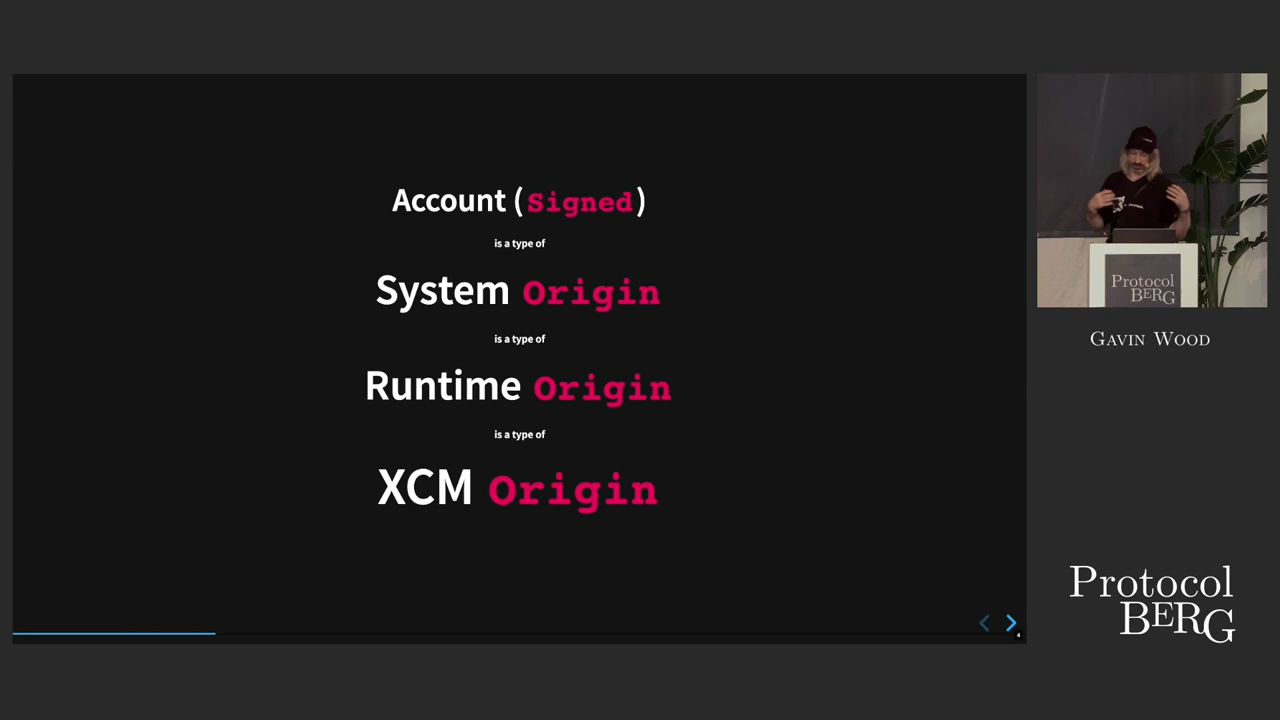 Account (Signed)
is a type of
System Origin
is a type of
Runtime Origin
is a type of
XCM Origin
4
Protocol
BERG
GAVIN WOOD
Protocol
BERG